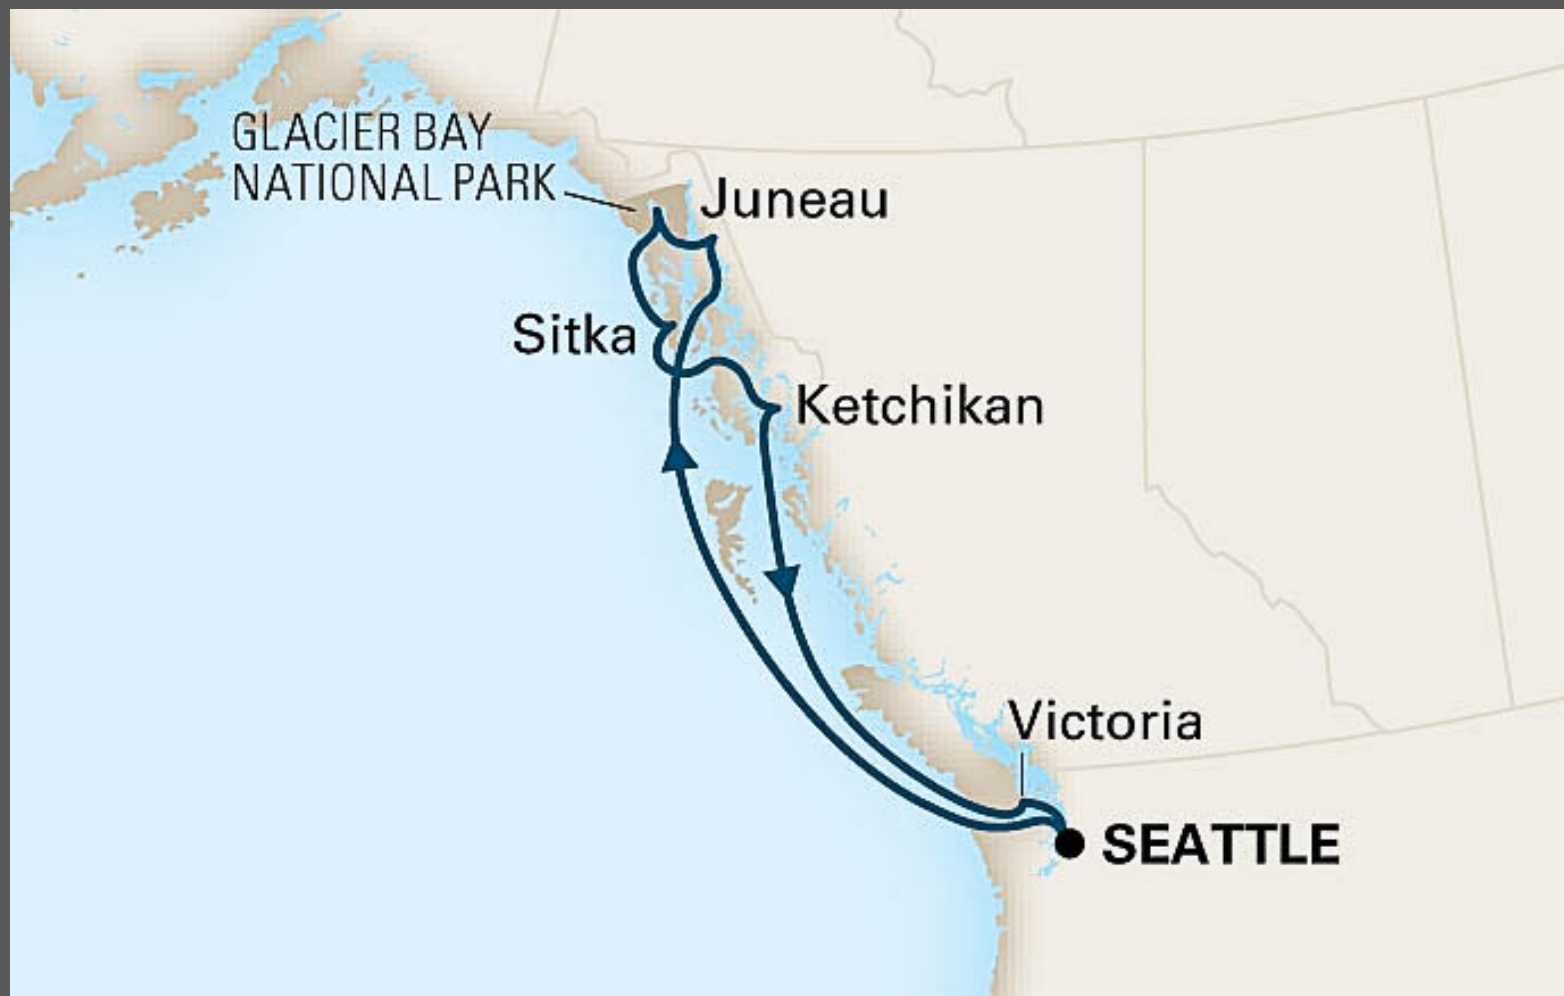 GLACIER BAY
NATIONAL PARK
Juneau
Sitka
Ketchikan
Victoria
SEATTLE